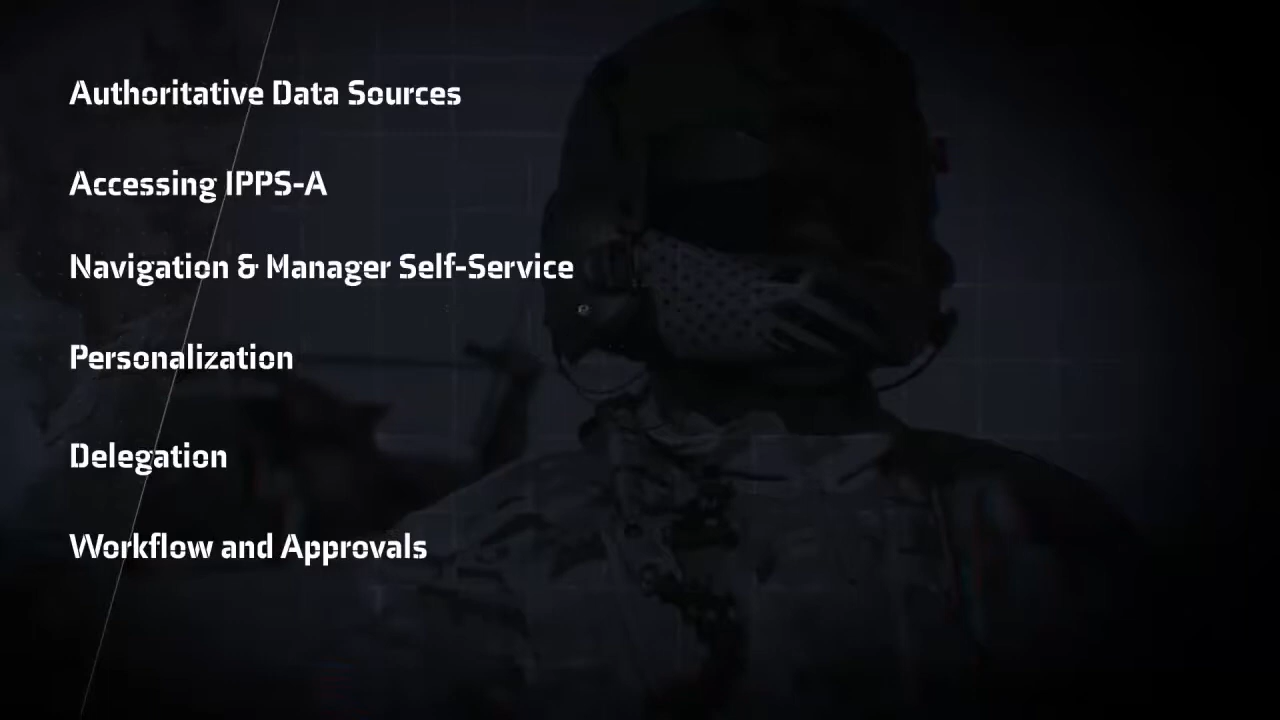 Authoritative Data Sources
Accessing IPPS-A
Navigation & Manager Self-Service
Personalization
Delegation
Workflow and Approvals